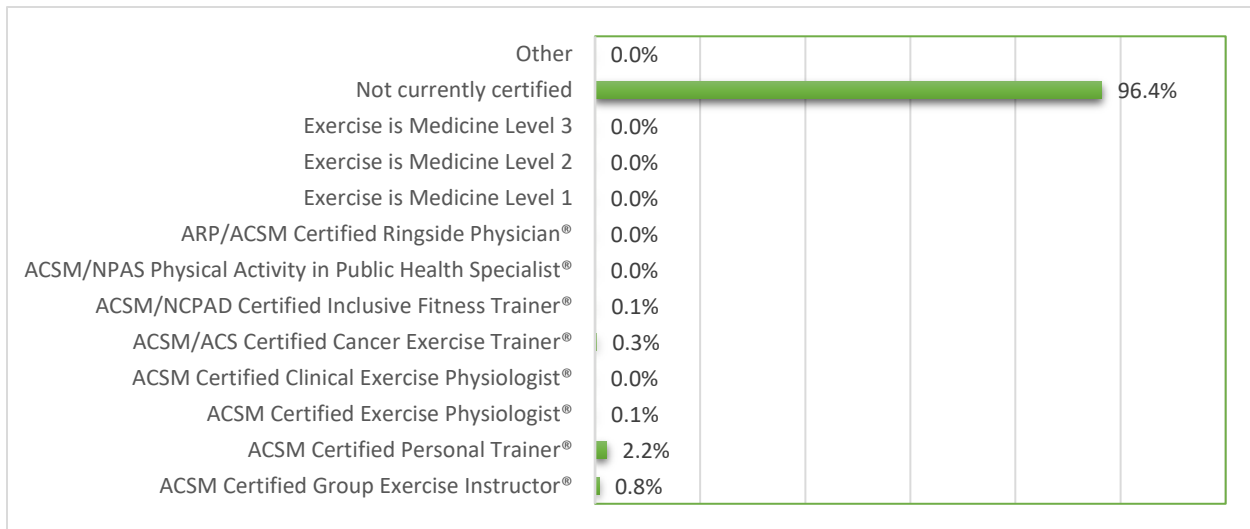 Other 0.0%
Not currently certified 96.4%
Exercise is Medicine Level 3 0.0%
Exercise is Medicine Level 2 0.0%
Exercise is Medicine Level 1 0.0%
ARP/ACSM Certified Ringside Physician® 0.0%
ACSM/NPAS Physical Activity in Public Health Specialist® 0.0%
ACSM/NCPAD Certified Inclusive Fitness Trainer® 0.1%
ACSM/ACS Certified Cancer Exercise Trainer® 0.3%
ACSM Certified Clinical Exercise Physiologist® 0.0%
ACSM Certified Exercise Physiologist® 0.1%
ACSM Certified Personal Trainer® 2.2%
ACSM Certified Group Exercise Instructor® 0.8%